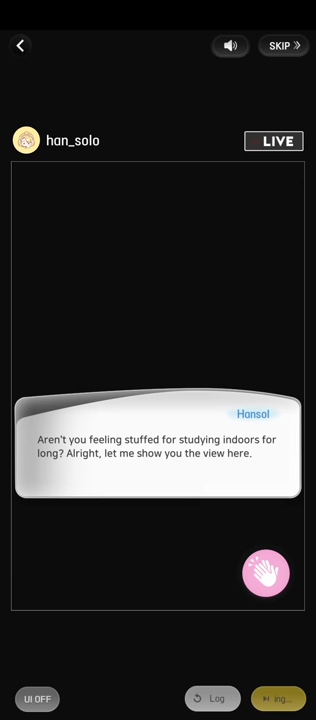 SKIP
han_solo
LIVE
Hansol
Aren't you feeling stuffed for studying indoors for
long? Alright, let me show you the view here.
UI OFF
Log
ing...